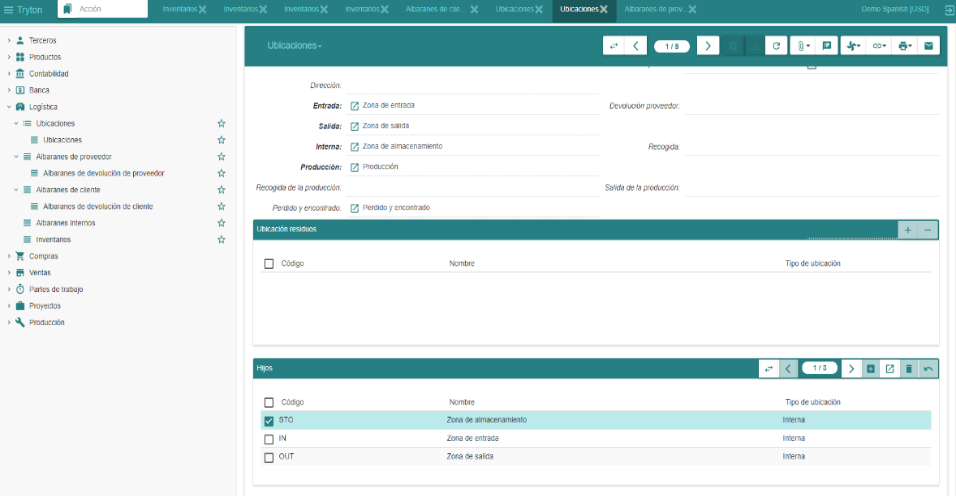 Tryton
Acción
Inventarios
Inventarios
Inventarios
Inventarios
Albaranes de clie...
Ubicaciones
Ubicaciones
Albaranes de prov...
Demo Spanish [USD]
Terceros
Productos
Contabilidad
Banca
Logística
Ubicaciones
Ubicaciones
Albaranes de proveedor
Albaranes de devolución de proveedor
Albaranes de cliente
Albaranes de devolución de cliente
Albaranes internos
Inventarios
Compras
Ventas
Partes de trabajo
Proyectos
Producción
Ubicaciones
1 / 9
Dirección:
Entrada: Zona de entrada Devolución proveedor:
Salida: Zona de salida
Interna: Zona de almacenamiento Recogida:
Producción: Producción
Recogida de la producción: Salida de la producción:
Perdido y encontrado: Perdido y encontrado
Ubicación residuos
Código Nombre Tipo de ubicación
Hijos
1 / 3
Código Nombre Tipo de ubicación
STO Zona de almacenamiento Interna
IN Zona de entrada Interna
OUT Zona de salida Interna